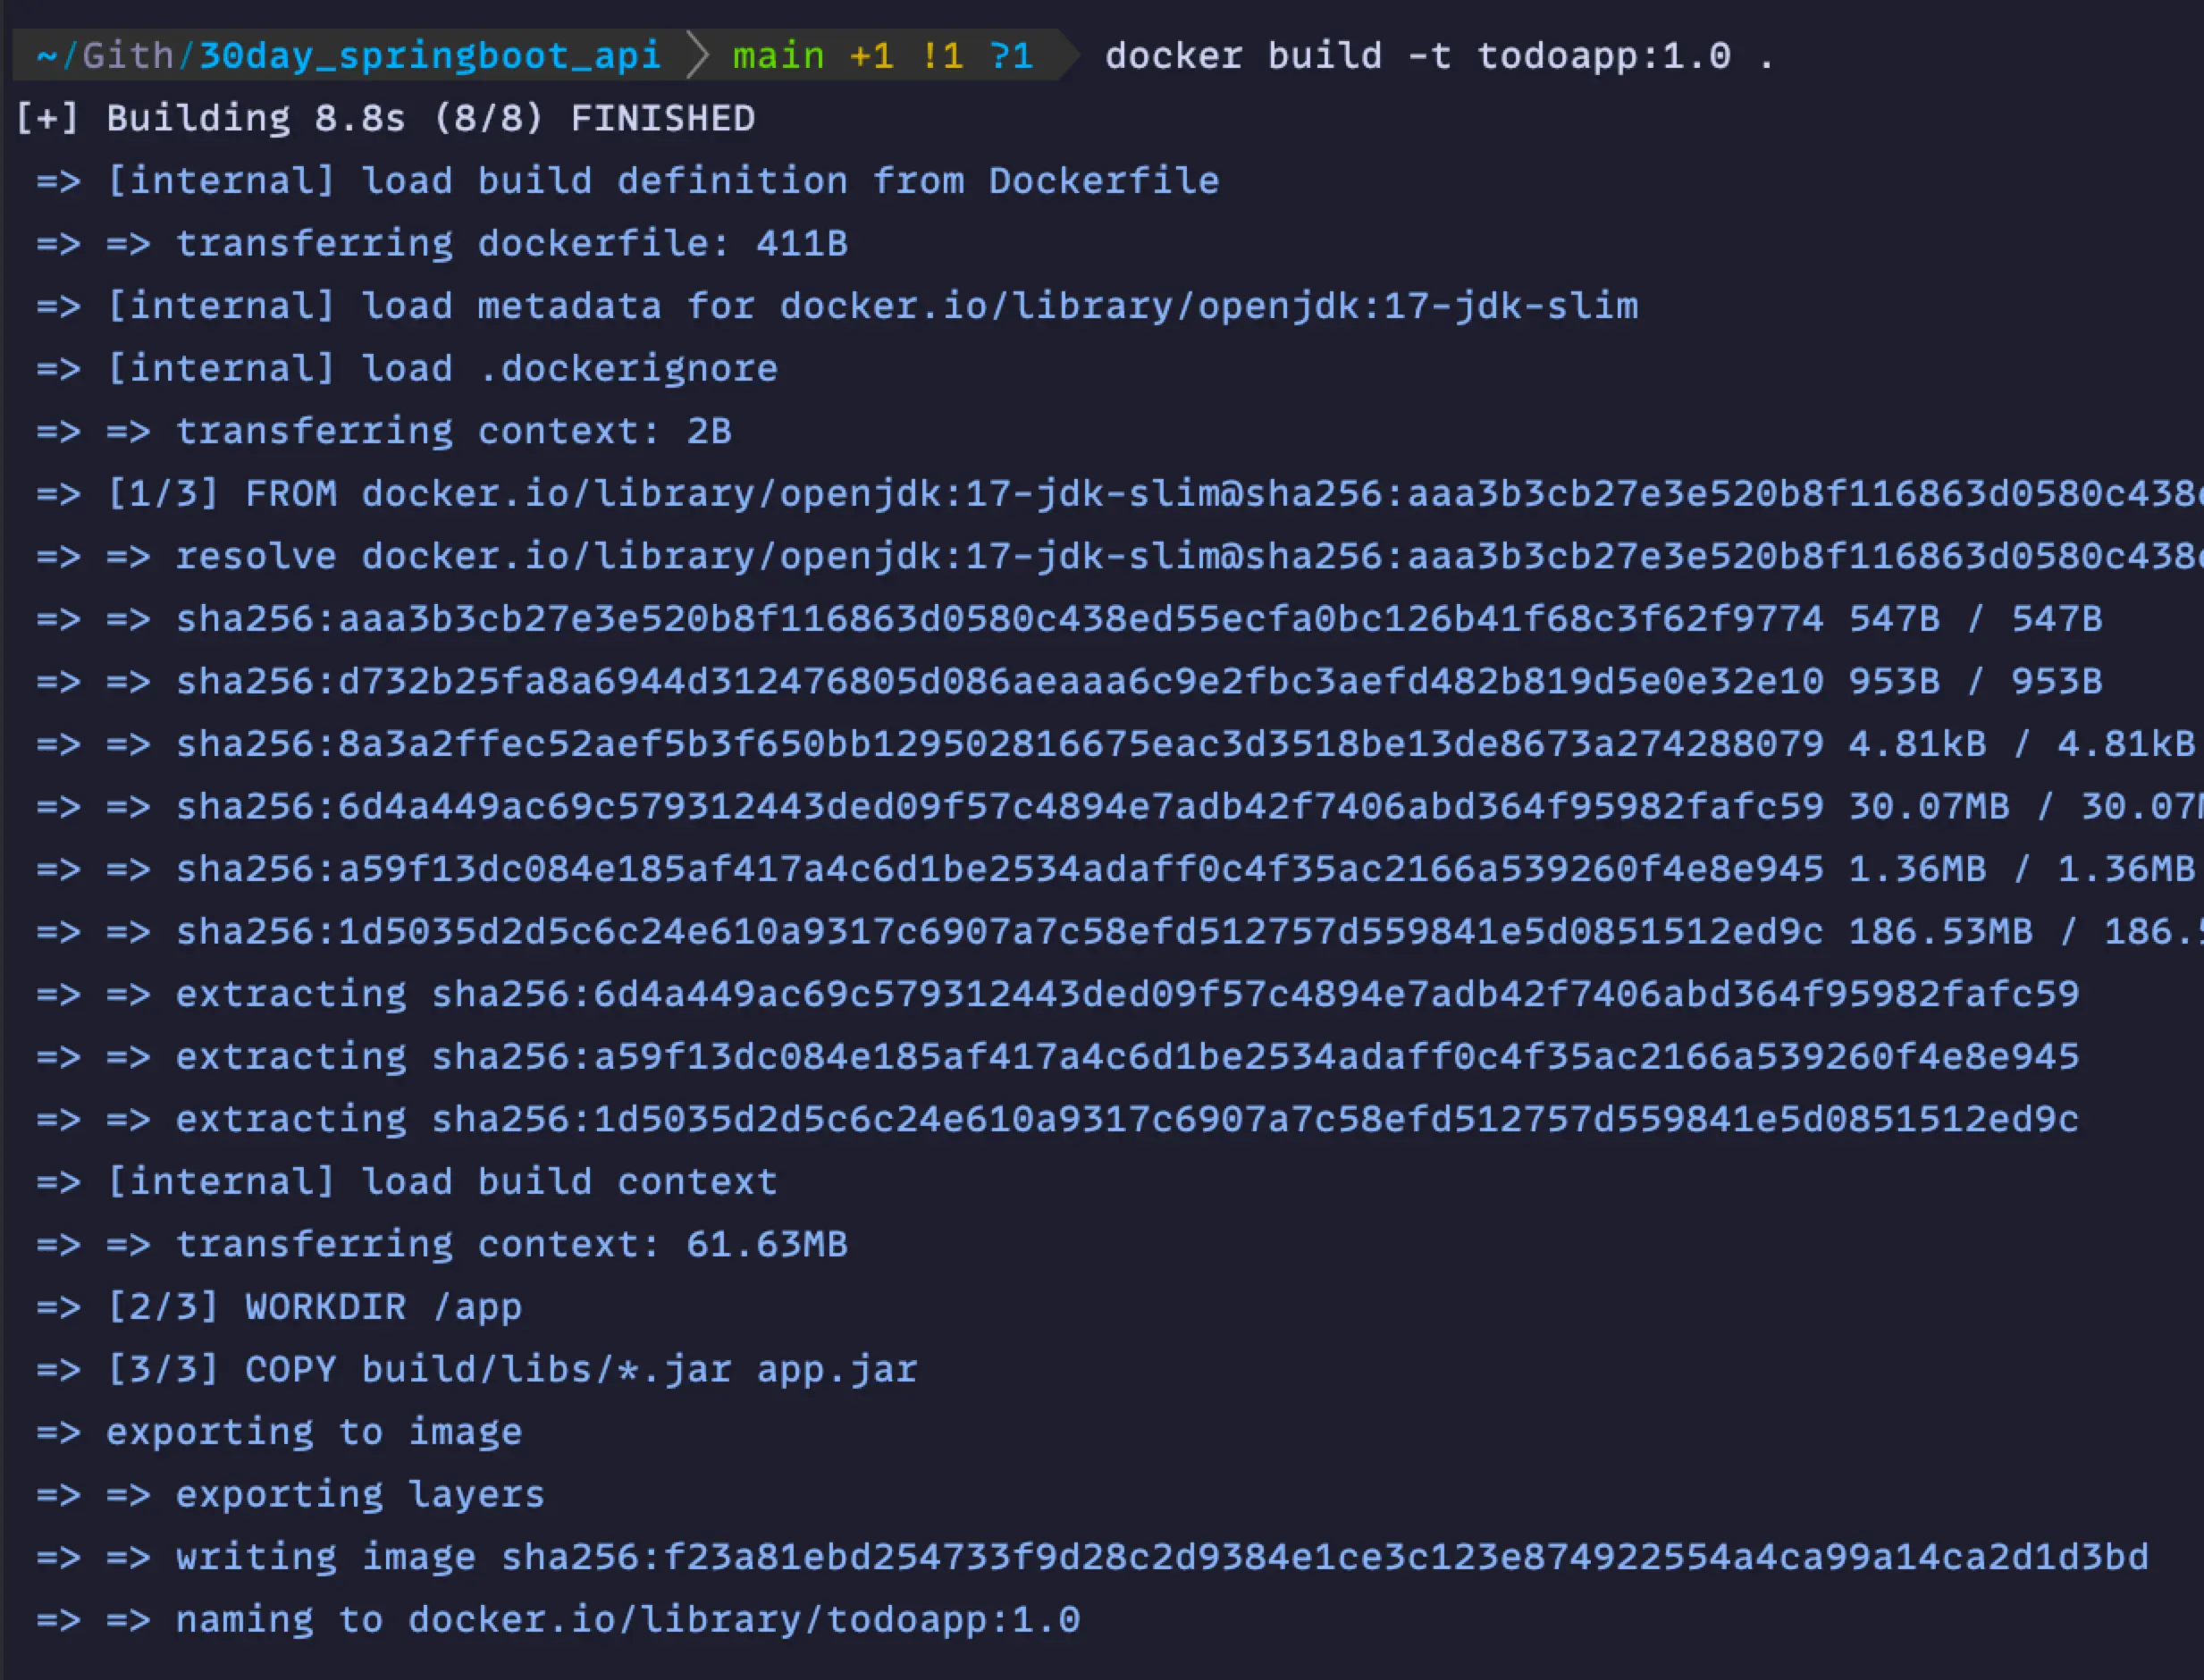 ~/Gith/30day_springboot_api main +1 !1 ?1 docker build -t todoapp:1.0 .
[+] Building 8.8s (8/8) FINISHED
=> [internal] load build definition from Dockerfile
=> => transferring dockerfile: 411B
=> [internal] load metadata for docker.io/library/openjdk:17-jdk-slim
=> [internal] load .dockerignore
=> => transferring context: 2B
=> [1/3] FROM docker.io/library/openjdk:17-jdk-slim@sha256:aaa3b3cb27e3e520b8f116863d0580c438e
=> => resolve docker.io/library/openjdk:17-jdk-slim@sha256:aaa3b3cb27e3e520b8f116863d0580c438e
=> => sha256:aaa3b3cb27e3e520b8f116863d0580c438ed55ecfa0bc126b41f68c3f62f9774 547B / 547B
=> => sha256:d732b25fa8a6944d312476805d086aeaaa6c9e2fbc3aefd482b819d5e0e32e10 953B / 953B
=> => sha256:8a3a2ffec52aef5b3f650bb129502816675eac3d3518be13de8673a274288079 4.81kB / 4.81kB
=> => sha256:6d4a449ac69c579312443ded09f57c4894e7adb42f7406abd364f95982fafc59 30.07MB / 30.07M
=> => sha256:a59f13dc084e185af417a4c6d1be2534adaff0c4f35ac2166a539260f4e8e945 1.36MB / 1.36MB
=> => sha256:1d5035d2d5c6c24e610a9317c6907a7c58efd512757d559841e5d0851512ed9c 186.53MB / 186.5
=> => extracting sha256:6d4a449ac69c579312443ded09f57c4894e7adb42f7406abd364f95982fafc59
=> => extracting sha256:a59f13dc084e185af417a4c6d1be2534adaff0c4f35ac2166a539260f4e8e945
=> => extracting sha256:1d5035d2d5c6c24e610a9317c6907a7c58efd512757d559841e5d0851512ed9c
=> [internal] load build context
=> => transferring context: 61.63MB
=> [2/3] WORKDIR /app
=> [3/3] COPY build/libs/*.jar app.jar
=> exporting to image
=> => exporting layers
=> => writing image sha256:f23a81ebd254733f9d28c2d9384e1ce3c123e874922554a4ca99a14ca2d1d3bd
=> => naming to docker.io/library/todoapp:1.0